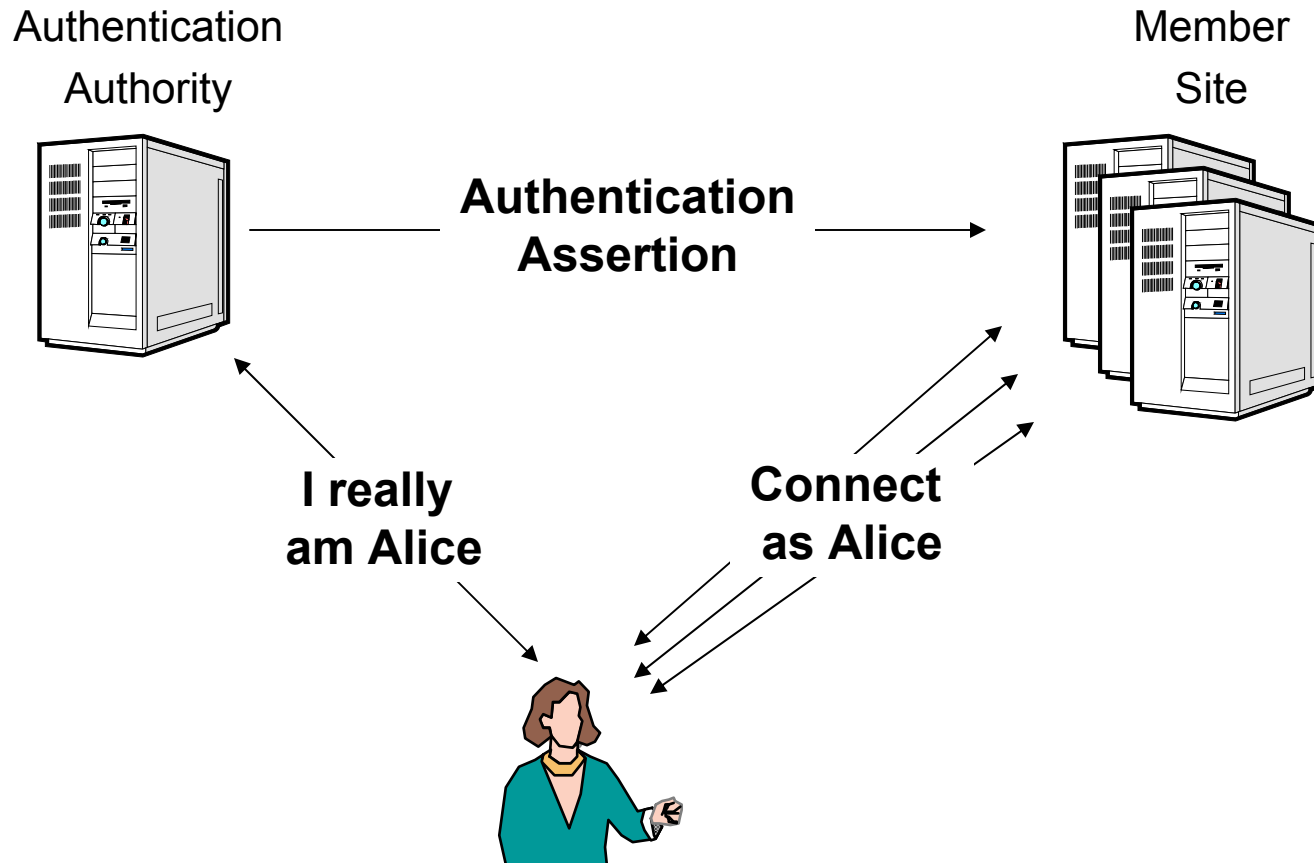 Authentication
Authority
Member
Site
Authentication
Assertion
I really
am Alice
Connect
as Alice